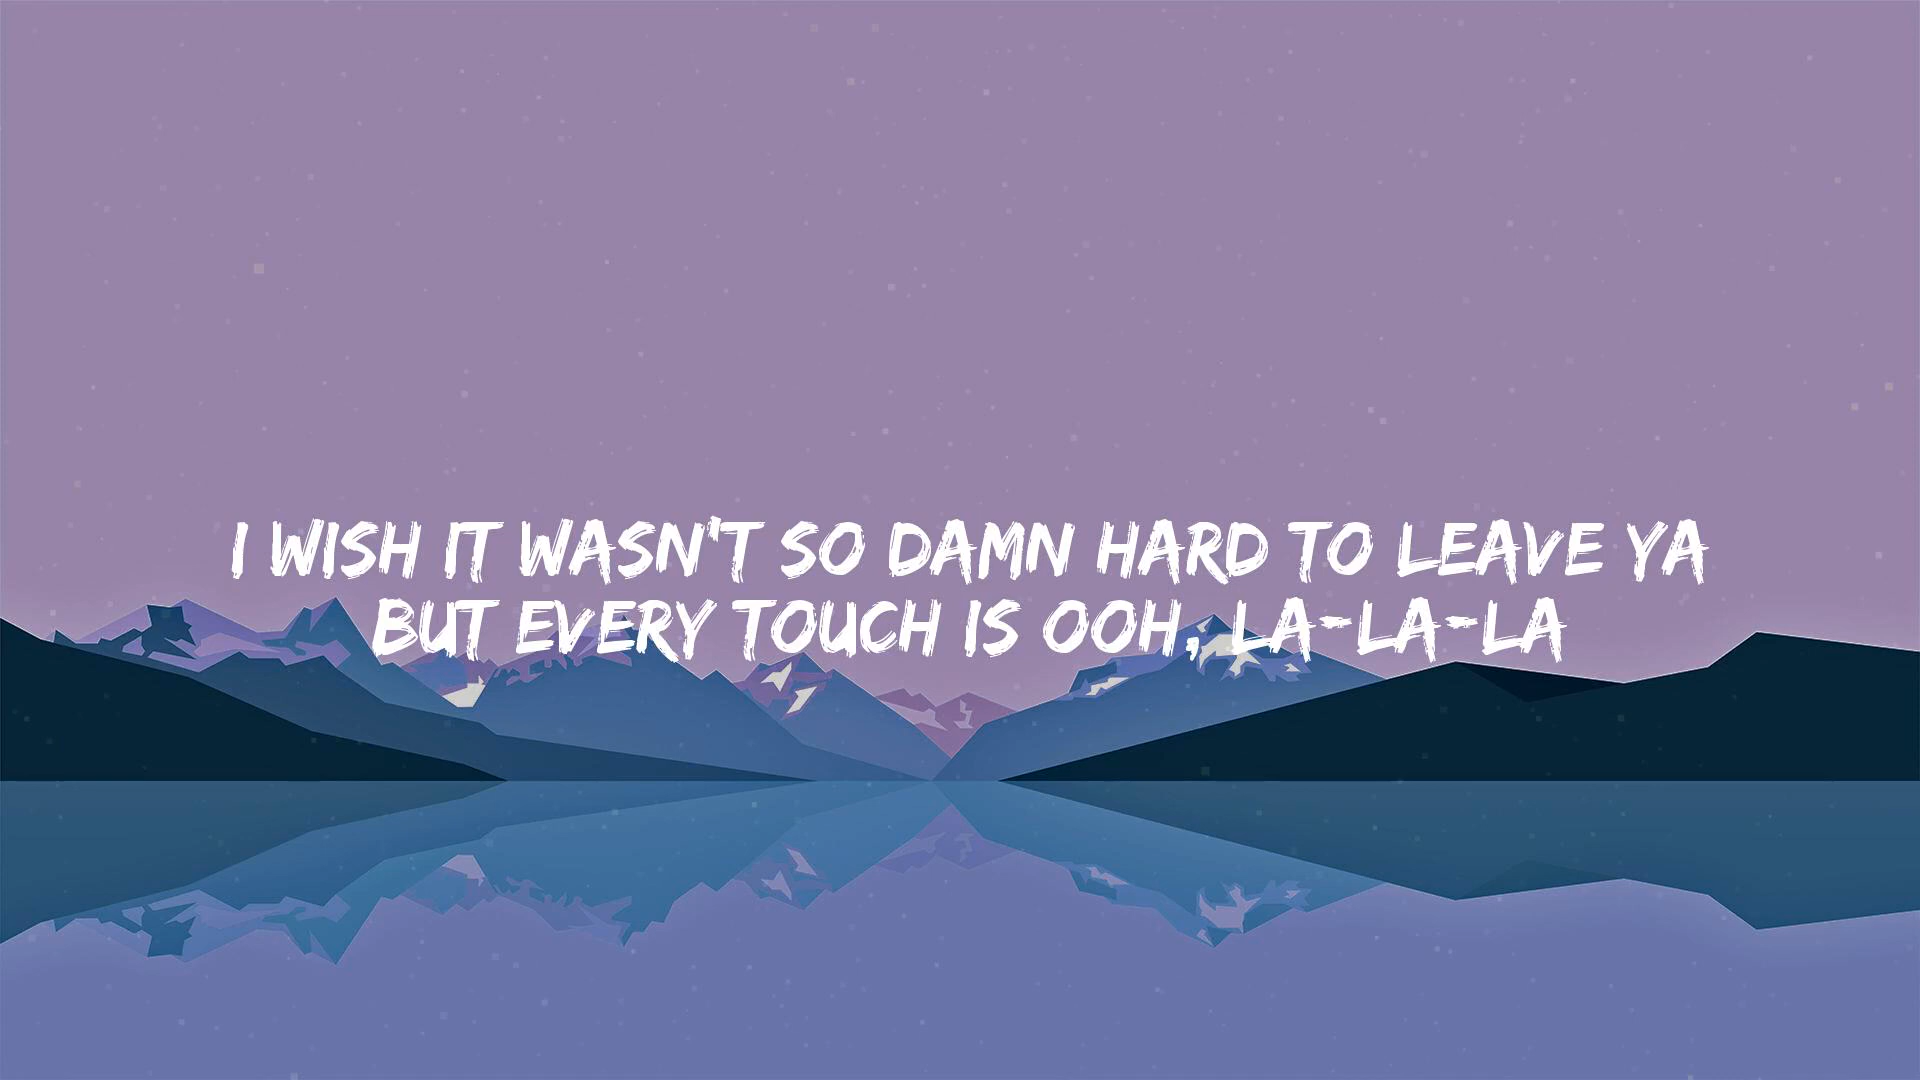 I WISH IT WASN'T SO DAMN HARD TO LEAVE YA
BUT EVERY TOUCH IS OOH, LA-LA-LA